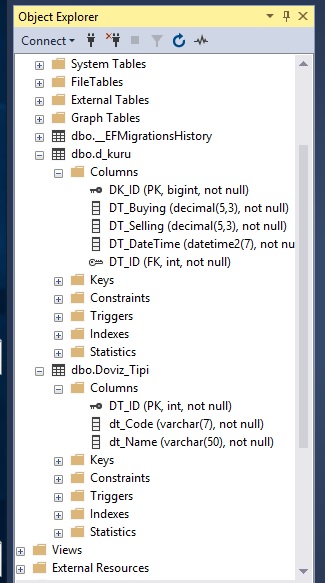 Object Explorer
Connect
System Tables
FileTables
External Tables
Graph Tables
dbo.__EFMigrationsHistory
dbo.d_kuru
Columns
DK_ID (PK, bigint, not null)
DT_Buying (decimal(5,3), not null)
DT_Selling (decimal(5,3), not null)
DT_DateTime (datetime2(7), not nu
DT_ID (FK, int, not null)
Keys
Constraints
Triggers
Indexes
Statistics
dbo.Doviz_Tipi
Columns
DT_ID (PK, int, not null)
dt_Code (varchar(7), not null)
dt_Name (varchar(50), not null)
Keys
Constraints
Triggers
Indexes
Statistics
Views
External Resources